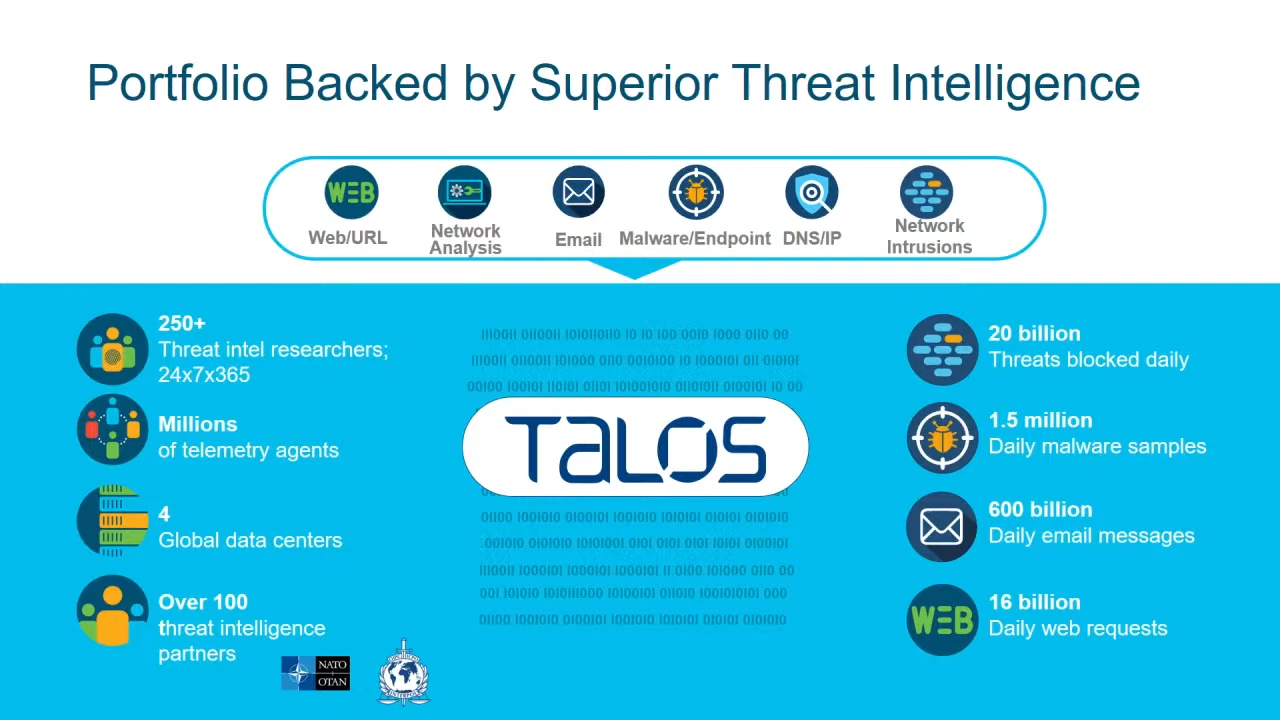 Portfolio Backed by Superior Threat Intelligence
WEB
Web/URL
Network
Analysis
Email
Malware/Endpoint
DNS/IP
Network
Intrusions
250+
Threat intel researchers;
24x7x365
Millions
of telemetry agents
4
Global data centers
Over 100
threat intelligence
partners
NATO
OTAN
INTERPOL
TALOS
20 billion
Threats blocked daily
1.5 million
Daily malware samples
600 billion
Daily email messages
WEB
16 billion
Daily web requests